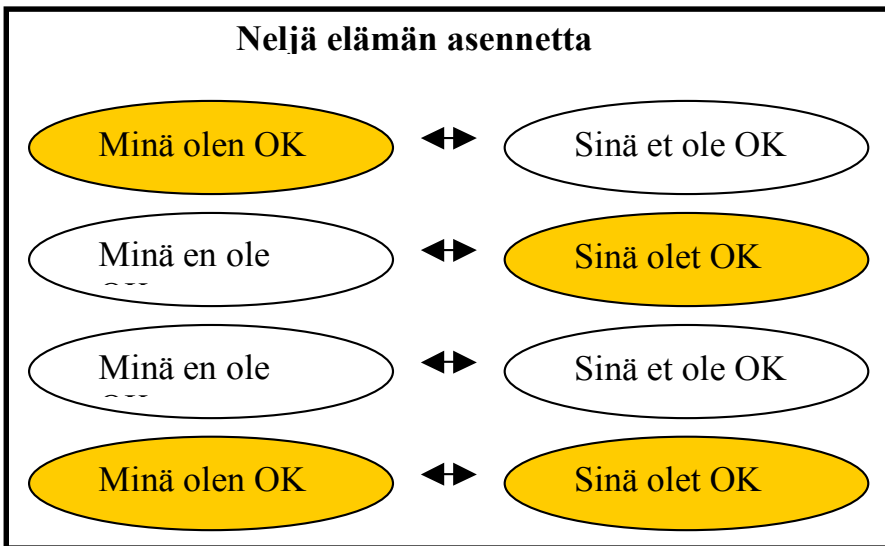 Neljä elämän asennetta
Minä olen OK
Sinä et ole OK
Minä en ole
Sinä olet OK
Minä en ole
Sinä et ole OK
Minä olen OK
Sinä olet OK